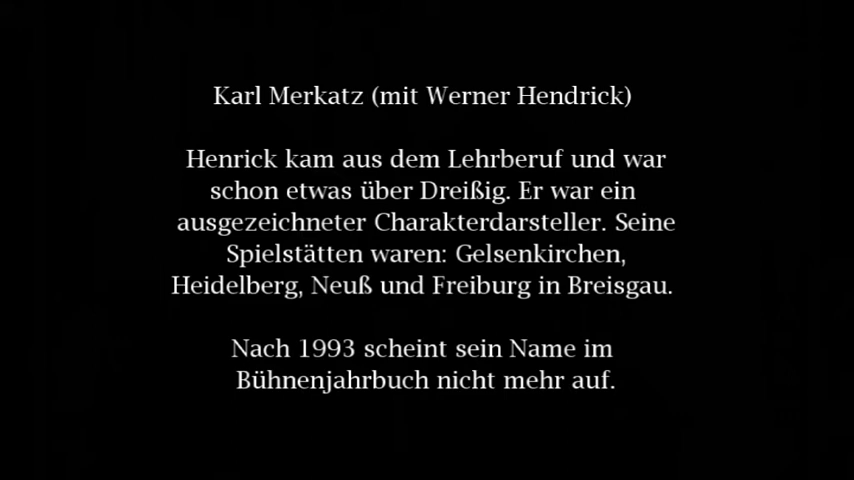 Karl Merkatz (mit Werner Hendrick)
Henrick kam aus dem Lehrberuf und war
schon etwas über Dreißig. Er war ein
ausgezeichneter Charakterdarsteller. Seine
Spielstätten waren: Gelsenkirchen,
Heidelberg, Neuß und Freiburg in Breisgau.
Nach 1993 scheint sein Name im
Bühnenjahrbuch nicht mehr auf.